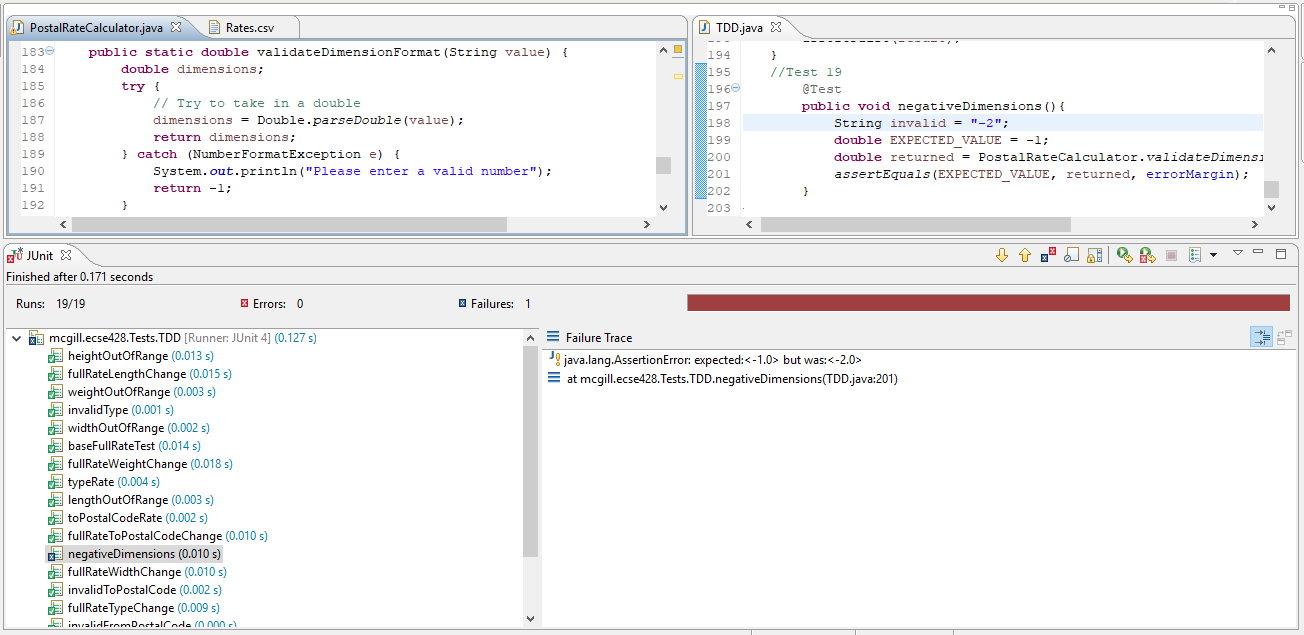 PostalRateCalculator.java
Rates.csv
183 public static double validateDimensionFormat(String value) {
184 double dimensions;
185 try {
186 // Try to take in a double
187 dimensions = Double.parseDouble(value);
188 return dimensions;
189 } catch (NumberFormatException e) {
190 System.out.println("Please enter a valid number");
191 return -1;
192 }
TDD.java
194 }
195 //Test 19
196 @Test
197 public void negativeDimensions(){
198 String invalid = "-2";
199 double EXPECTED_VALUE = -1;
200 double returned = PostalRateCalculator.validateDimensi
201 assertEquals(EXPECTED_VALUE, returned, errorMargin);
202 }
203
JUnit
Finished after 0.171 seconds
Runs: 19/19 Errors: 0 Failures: 1
mcgill.ecse428.Tests.TDD [Runner: JUnit 4] (0.127 s)
heightOutOfRange (0.013 s)
fullRateLengthChange (0.015 s)
weightOutOfRange (0.003 s)
invalidType (0.001 s)
widthOutOfRange (0.002 s)
baseFullRateTest (0.014 s)
fullRateWeightChange (0.018 s)
typeRate (0.004 s)
lengthOutOfRange (0.003 s)
toPostalCodeRate (0.002 s)
fullRateToPostalCodeChange (0.010 s)
negativeDimensions (0.010 s)
fullRateWidthChange (0.010 s)
invalidToPostalCode (0.002 s)
fullRateTypeChange (0.009 s)
invalidFromPostalCode (0.000 s)
Failure Trace
java.lang.AssertionError: expected:<-1.0> but was:<-2.0>
at mcgill.ecse428.Tests.TDD.negativeDimensions(TDD.java:201)